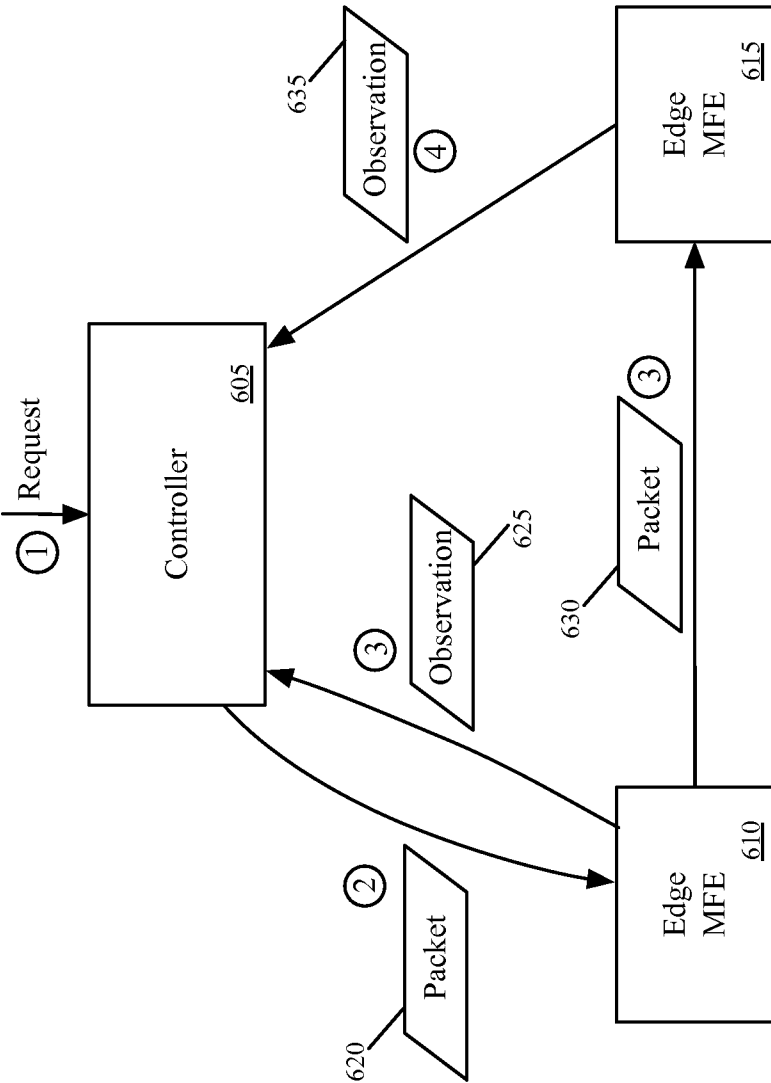 ① Request
Controller
605
635
Observation
④
620
②
Packet
③
Observation
625
630
Packet
③
Edge
MFE
610
Edge
MFE
615